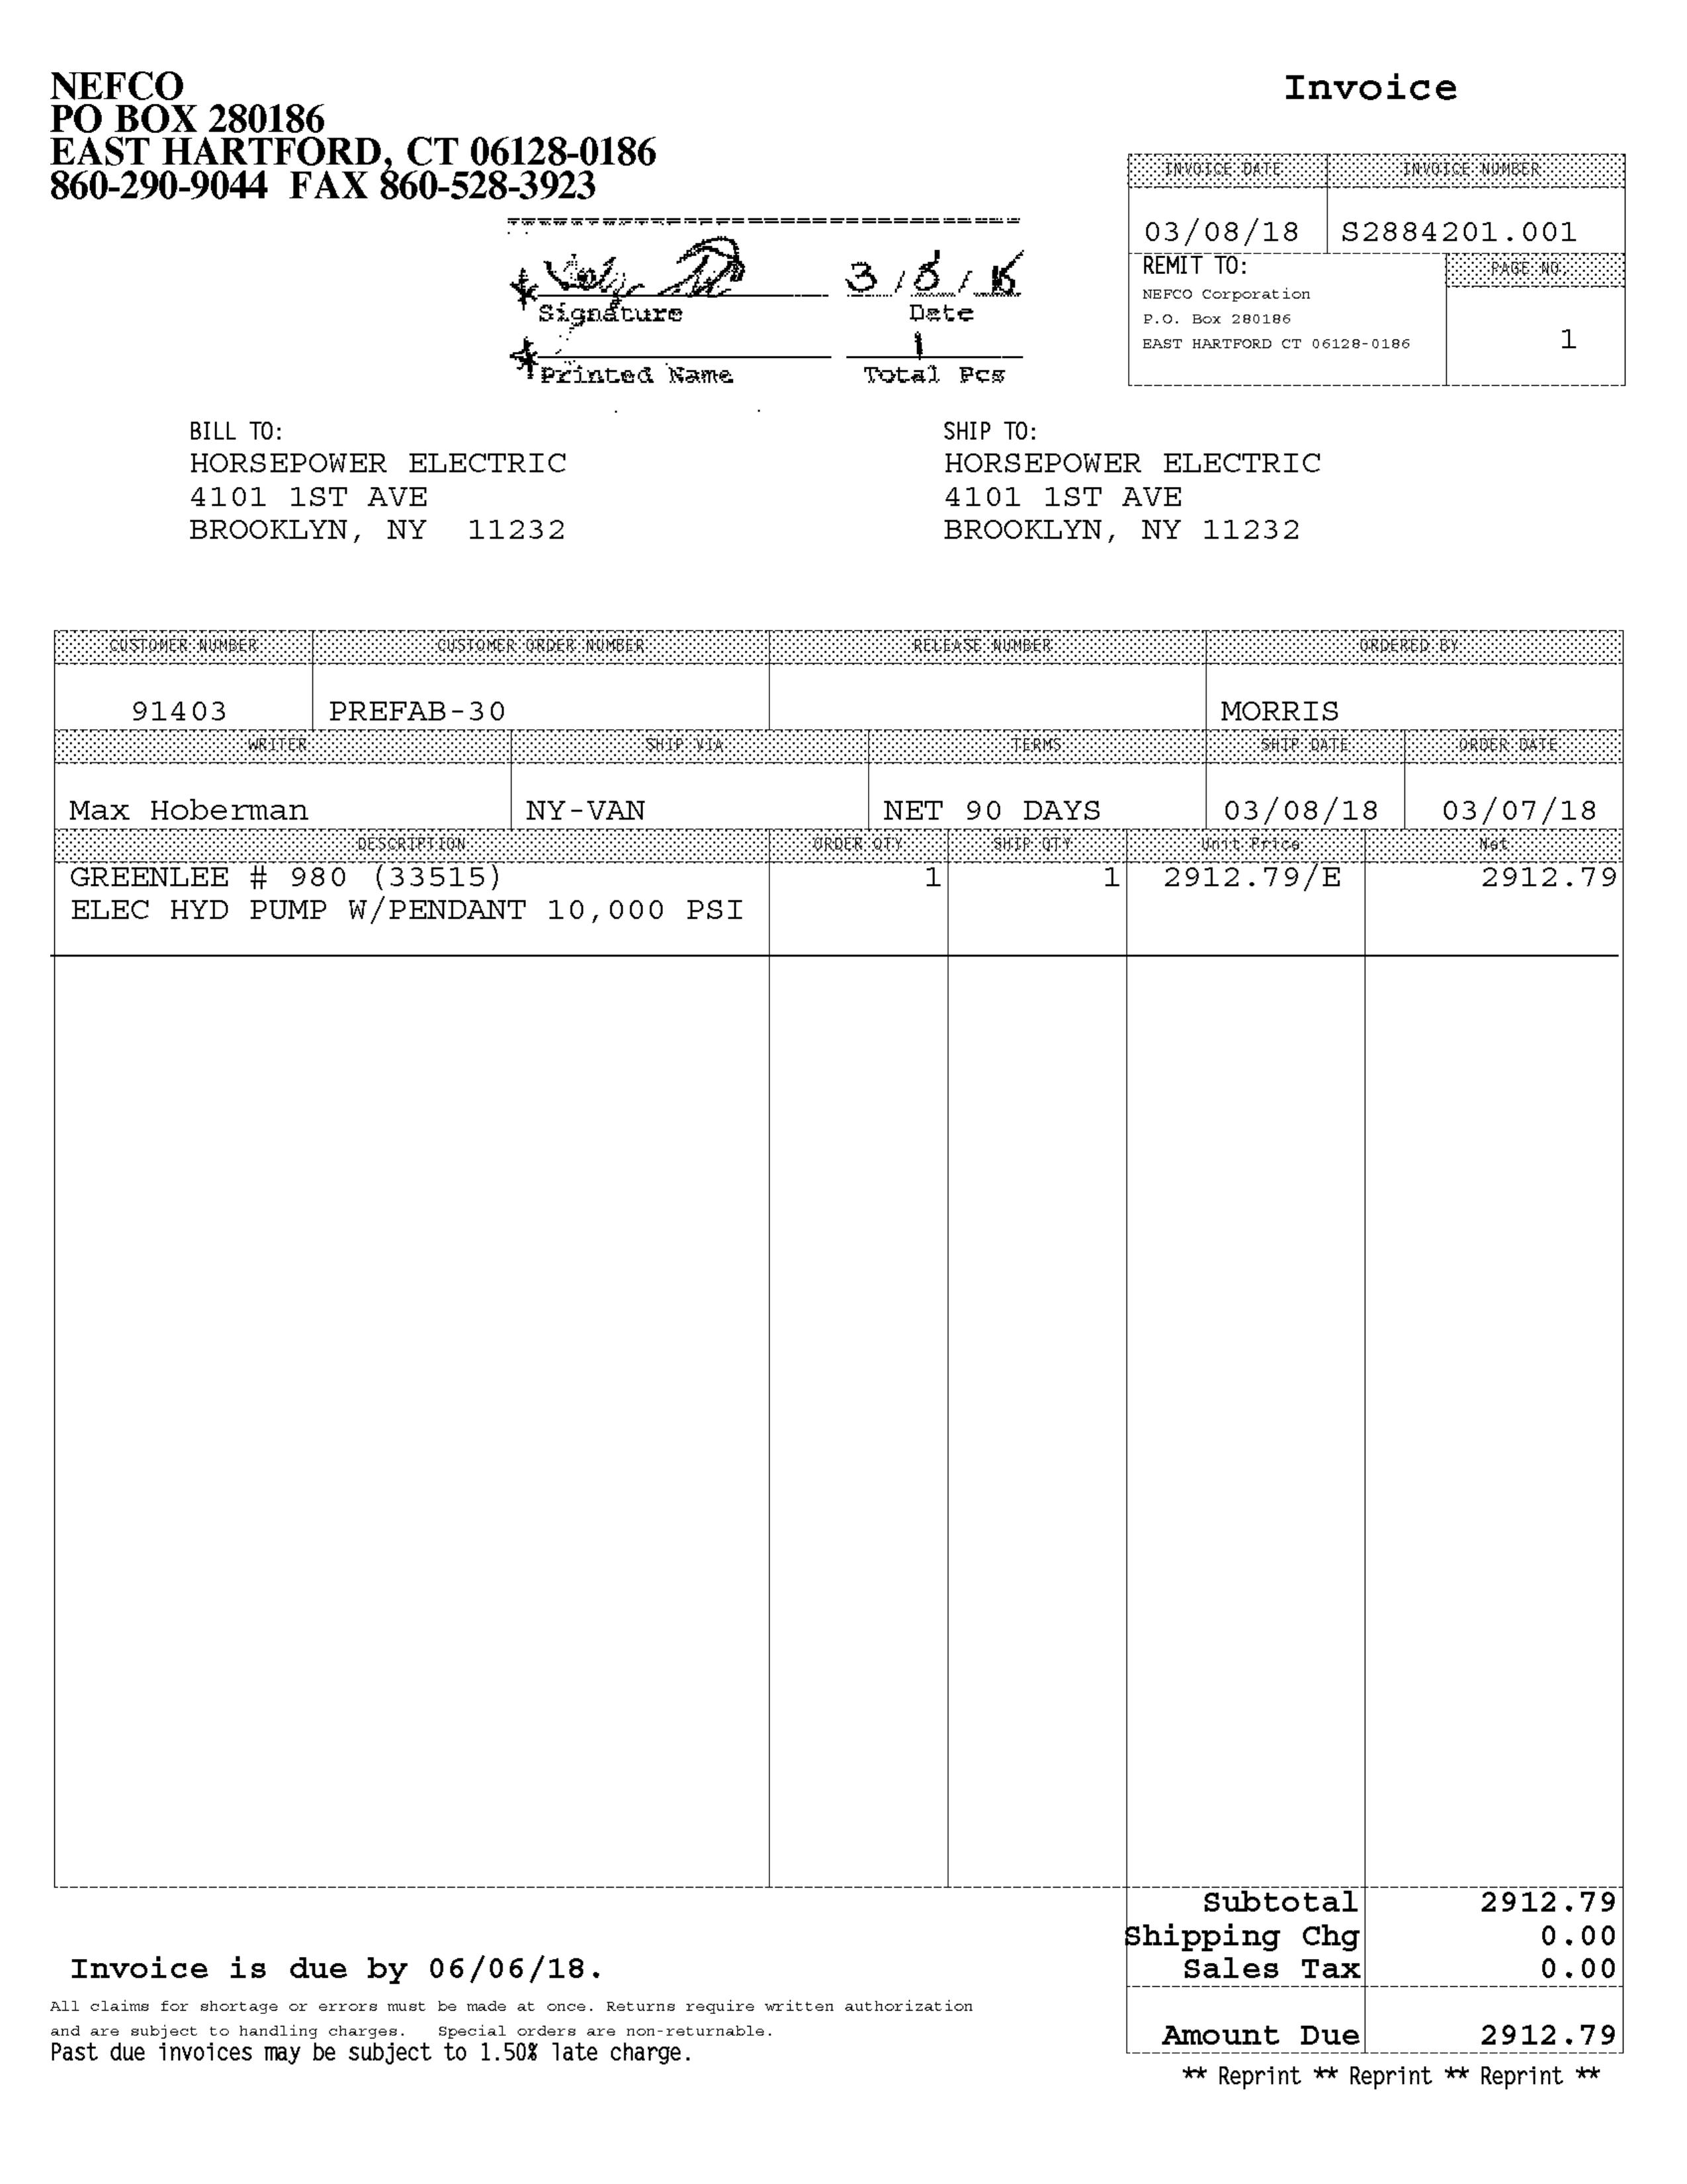 NEFCO
PO BOX 280186
EAST HARTFORD, CT 06128-0186
860-290-9044 FAX 860-528-3923
Invoice
INVOICE DATE INVOICE NUMBER
03/08/18 S2884201.001
REMIT TO: PAGE NO.
NEFCO Corporation
P.O. Box 280186
EAST HARTFORD CT 06128-0186
1
3/8/18
Signature Date
1
Printed Name Total Pcs
BILL TO:
HORSEPOWER ELECTRIC
4101 1ST AVE
BROOKLYN, NY 11232
SHIP TO:
HORSEPOWER ELECTRIC
4101 1ST AVE
BROOKLYN, NY 11232
CUSTOMER NUMBER CUSTOMER ORDER NUMBER RELEASE NUMBER ORDERED BY
91403 PREFAB-30 MORRIS
WRITER SHIP VIA TERMS SHIP DATE ORDER DATE
Max Hoberman NY-VAN NET 90 DAYS 03/08/18 03/07/18
DESCRIPTION ORDER QTY SHIP QTY Unit Price Net
GREENLEE # 980 (33515) 1 1 2912.79/E 2912.79
ELEC HYD PUMP W/PENDANT 10,000 PSI
Subtotal 2912.79
Shipping Chg 0.00
Sales Tax 0.00
Amount Due 2912.79
Invoice is due by 06/06/18.
All claims for shortage or errors must be made at once. Returns require written authorization
and are subject to handling charges. Special orders are non-returnable.
Past due invoices may be subject to 1.50% late charge.
** Reprint ** Reprint ** Reprint **